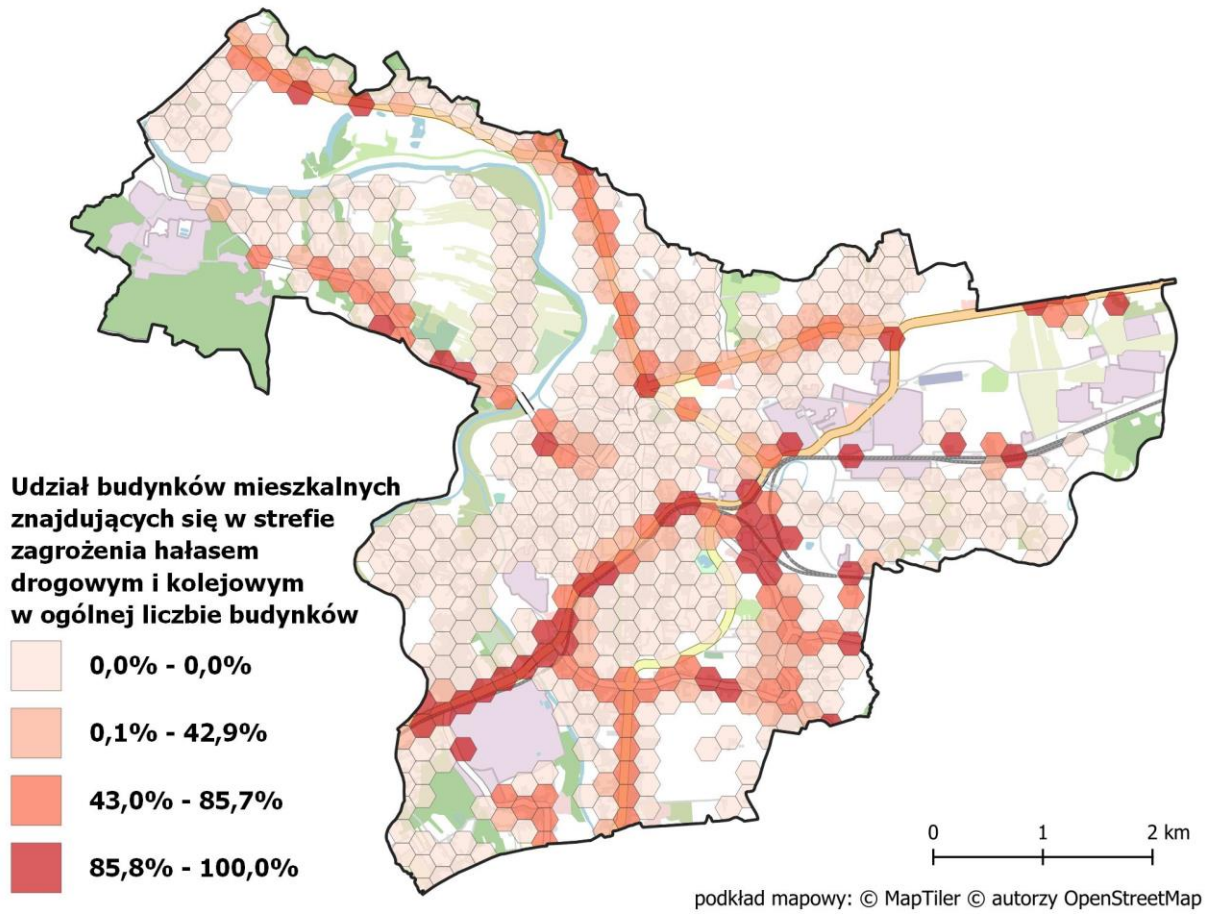 Udział budynków mieszkalnych
znajdujących się w strefie
zagrożenia hałasem
drogowym i kolejowym
w ogólnej liczbie budynków
0,0% - 0,0%
0,1% - 42,9%
43,0% - 85,7%
85,8% - 100,0%
0 1 2 km
podkład mapowy: © MapTiler © autorzy OpenStreetMap